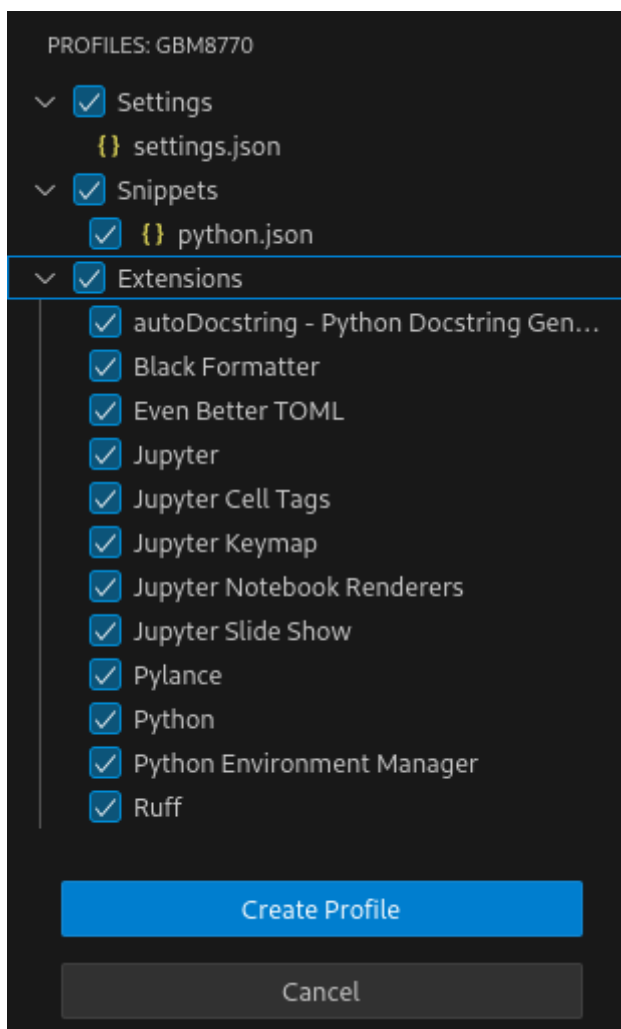 PROFILES: GBM8770
Settings
{} settings.json
Snippets
{} python.json
Extensions
autoDocstring - Python Docstring Gen...
Black Formatter
Even Better TOML
Jupyter
Jupyter Cell Tags
Jupyter Keymap
Jupyter Notebook Renderers
Jupyter Slide Show
Pylance
Python
Python Environment Manager
Ruff
Create Profile
Cancel